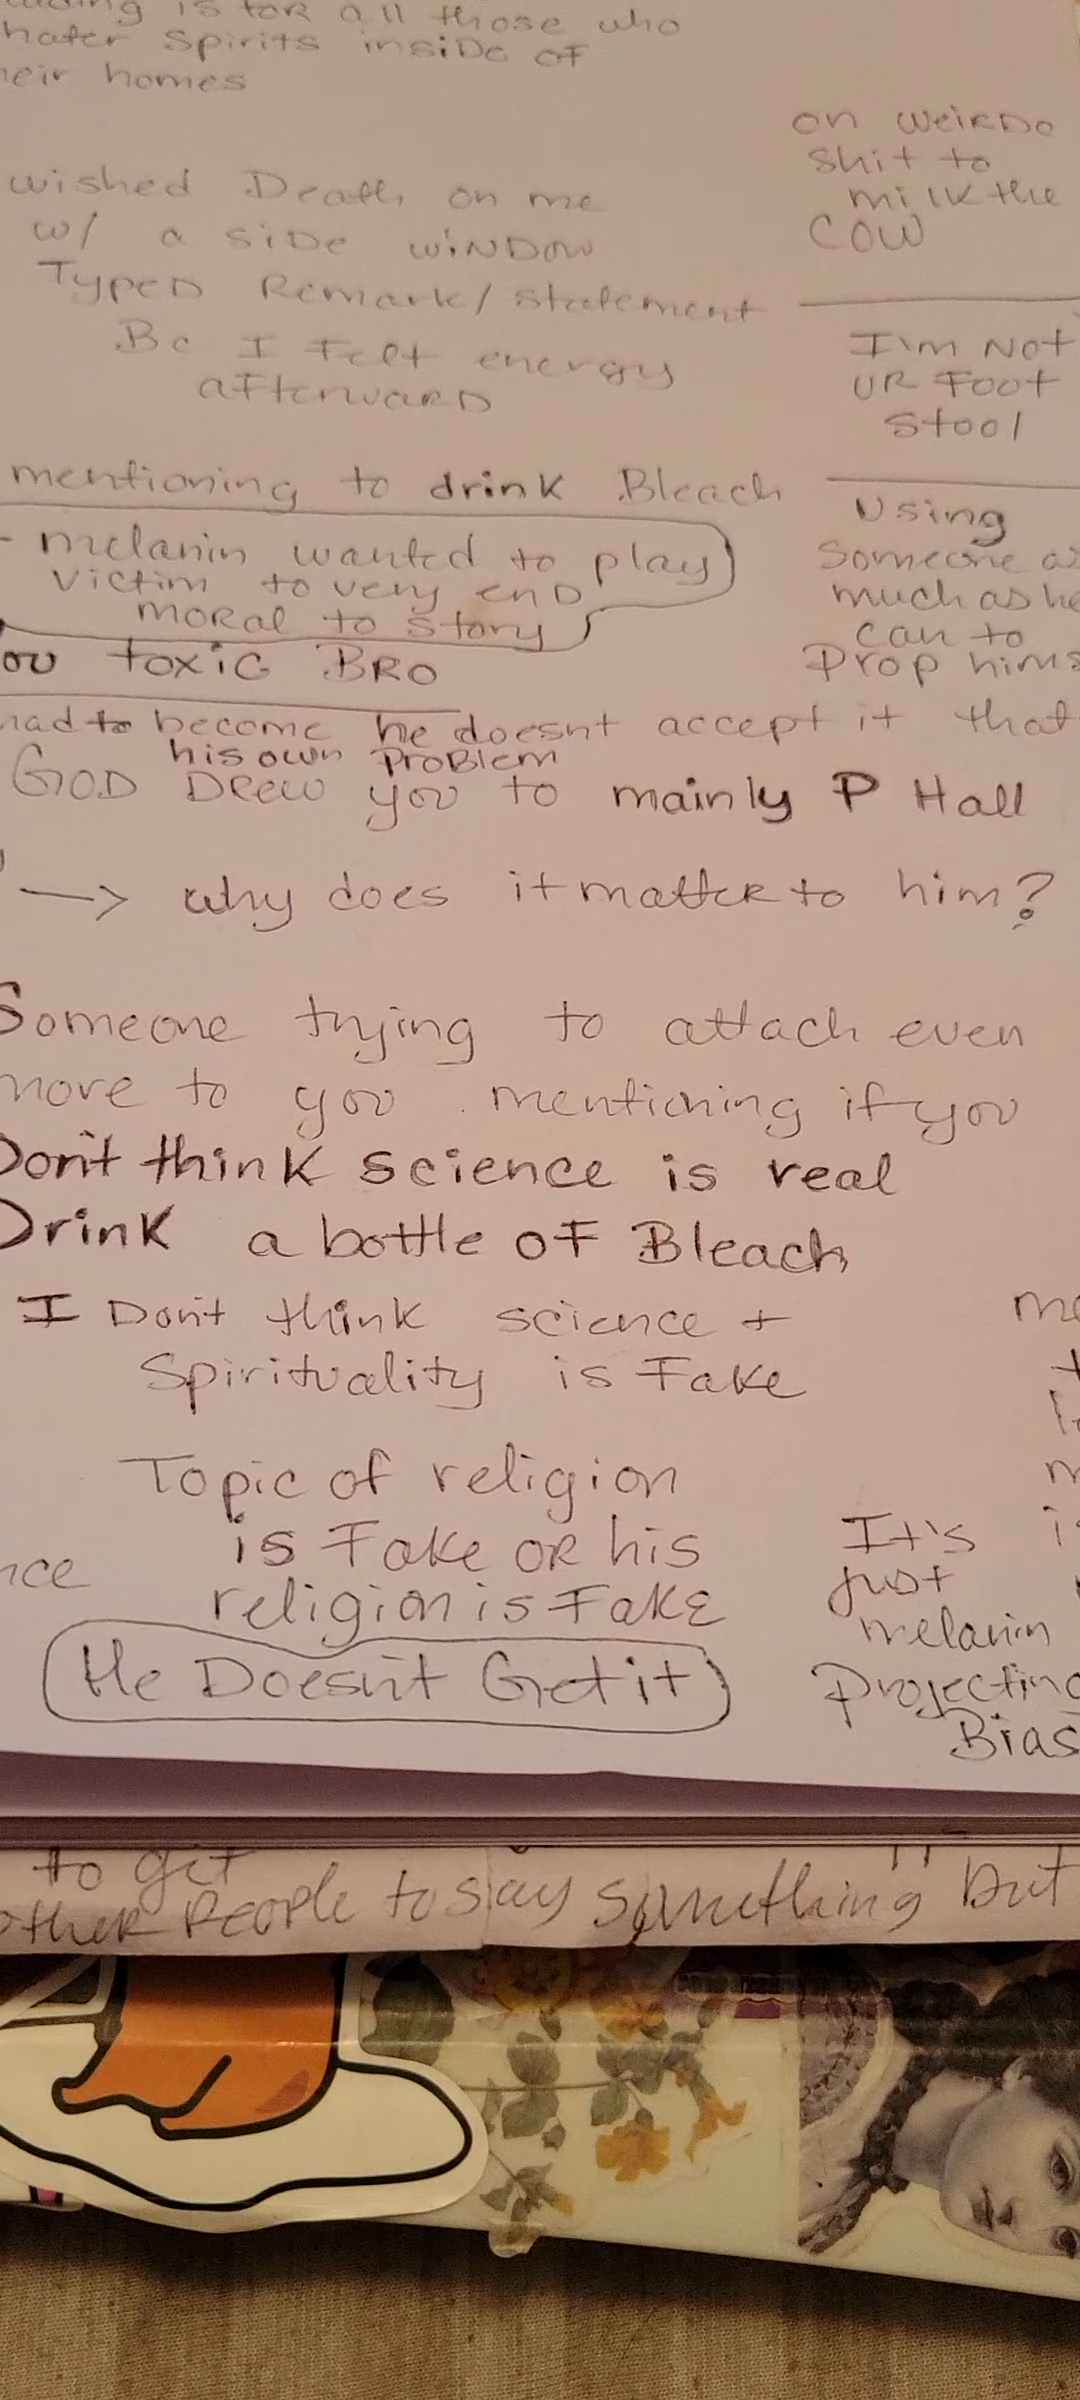 is for all those who
hater spirits inside of
homes
wished Death on me
w/ a side window
Typed Remark/statement
Bc I Felt energy
afterward
mentioning to drink Bleach
- melanin wanted to play
victim to very end
moral to story
toxic Bro
had to become he doesnt accept it that
his own Problem
God Drew you to mainly P Hall
→ why does it matter to him?
Someone trying to attach even
more to you. mentioning if you
Don't think science is real
Drink a bottle of Bleach
I Don't think science +
Spirituality is Fake
Topic of religion
is Fake or his
religion is Fake
He Doesn't Get it
on weirdo
shit to
milk the
cow
I'm Not
ur Foot
stool
Using
Someone as
much as he
can to
Prop
It's
just
melanin
Projecting
Bias
to get
other People to say something" but